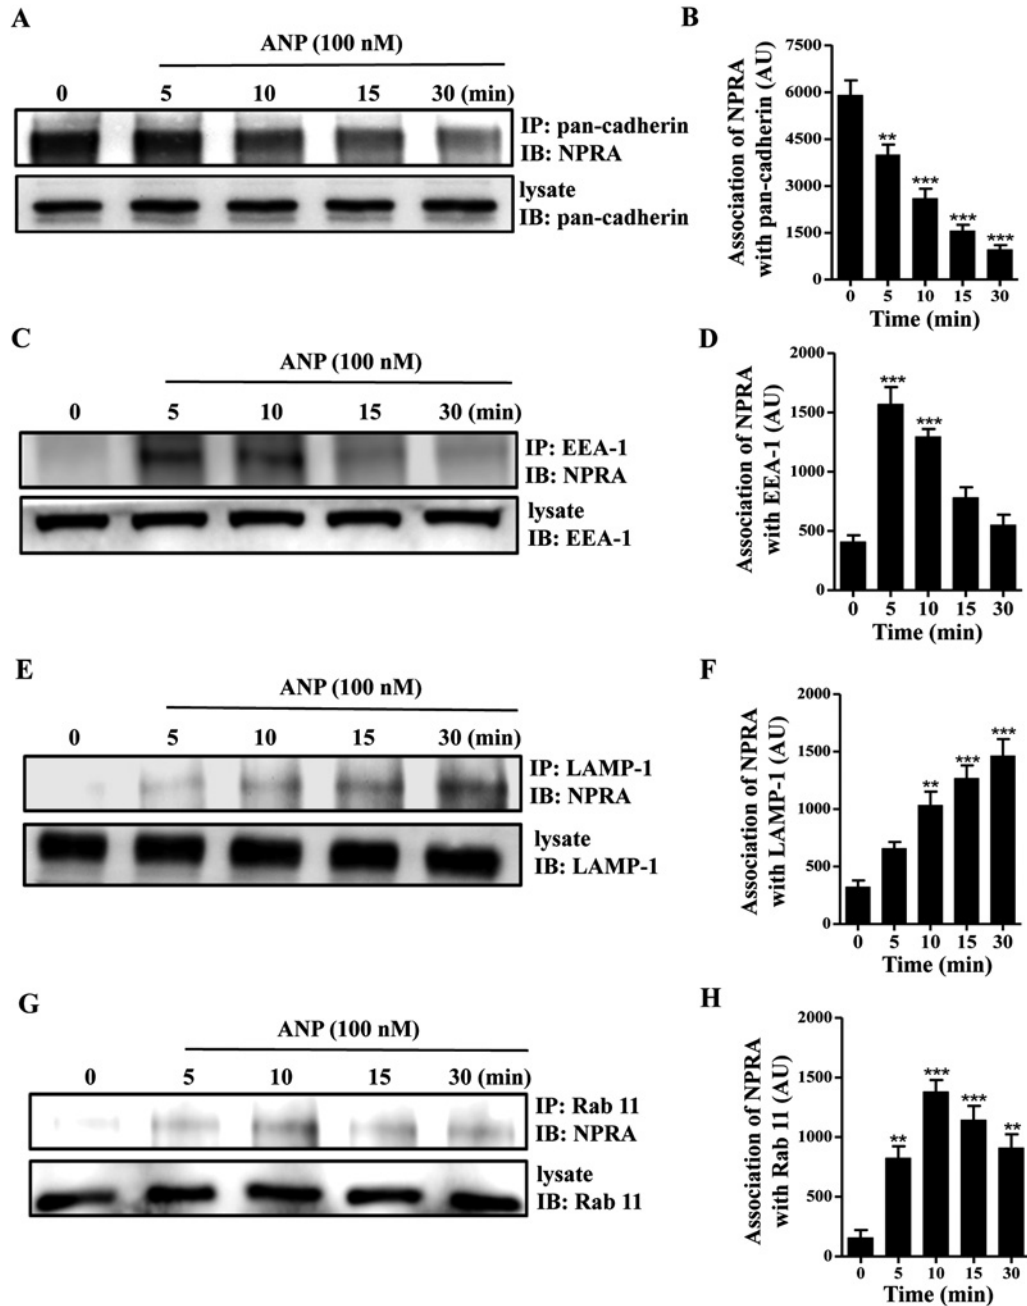 A
ANP (100 nM)
0 5 10 15 30 (min)
IP: pan-cadherin
IB: NPRA
lysate
IB: pan-cadherin
B
Association of NPRA
with pan-cadherin (AU)
7500
6000
4500
3000
1500
0
**
***
***
***
0 5 10 15 30
Time (min)
C
ANP (100 nM)
0 5 10 15 30 (min)
IP: EEA-1
IB: NPRA
lysate
IB: EEA-1
D
Association of NPRA
with EEA-1 (AU)
2000
1500
1000
500
0
***
***
0 5 10 15 30
Time (min)
E
ANP (100 nM)
0 5 10 15 30 (min)
IP: LAMP-1
IB: NPRA
lysate
IB: LAMP-1
F
Association of NPRA
with LAMP-1 (AU)
2000
1500
1000
500
0
**
***
***
0 5 10 15 30
Time (min)
G
ANP (100 nM)
0 5 10 15 30 (min)
IP: Rab 11
IB: NPRA
lysate
IB: Rab 11
H
Association of NPRA
with Rab 11 (AU)
2000
1500
1000
500
0
**
***
***
**
0 5 10 15 30
Time (min)